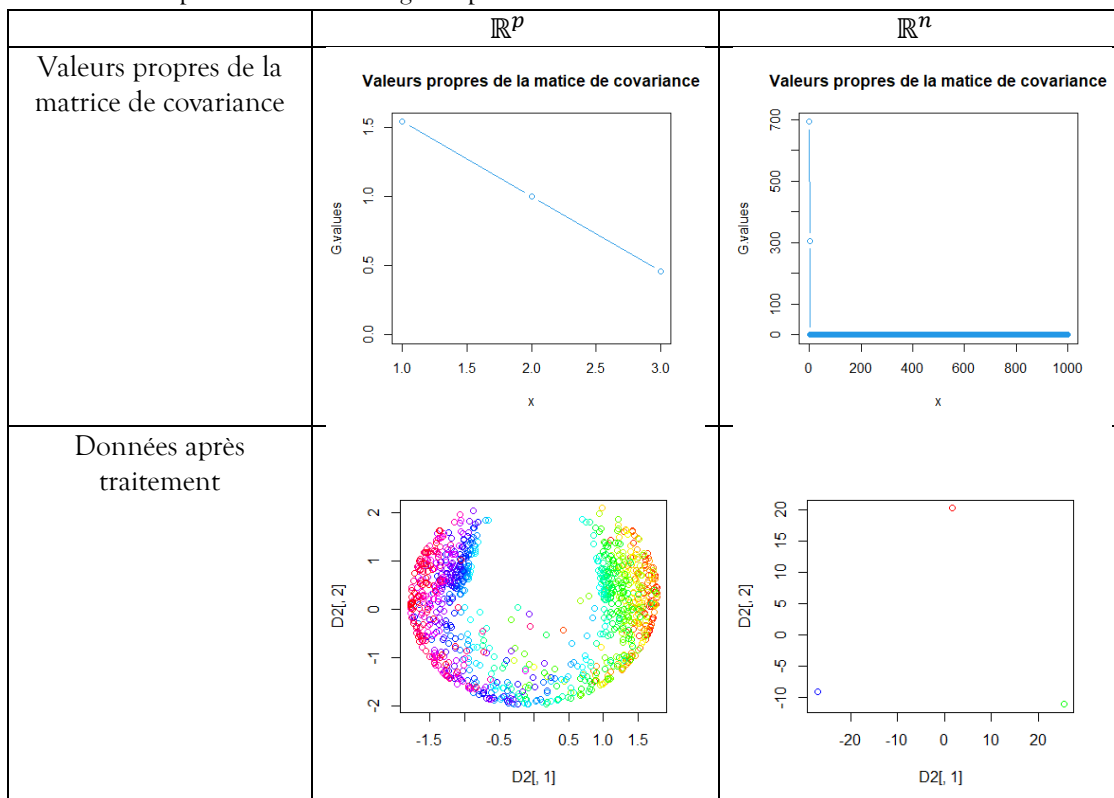 ℝᵖ
ℝⁿ
Valeurs propres de la
matrice de covariance
Valeurs propres de la matice de covariance
G.values
1.5
1.0
0.5
0.0
1.0 1.5 2.0 2.5 3.0
x
Valeurs propres de la matice de covariance
G.values
700
500
300
100
0
0 200 400 600 800 1000
x
Données après
traitement
D2[, 2]
2
1
0
-1
-2
-1.5 -0.5 0.5 1.0 1.5
D2[, 1]
D2[, 2]
20
15
10
5
0
-5
-10
-20 -10 0 10 20
D2[, 1]